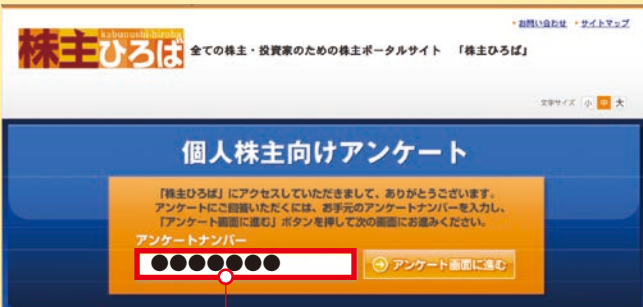 ・お問い合わせ ・サイトマップ
kabunushi-hiroba
株主ひろば
全ての株主・投資家のための株主ポータルサイト 「株主ひろば」
文字サイズ 小 中 大
個人株主向けアンケート
「株主ひろば」にアクセスしていただきまして、ありがとうございます。
アンケートにご回答いただくには、お手元のアンケートナンバーを入力し、
「アンケート画面に進む」ボタンを押して次の画面にお進みください。
アンケートナンバー
●●●●●●●
アンケート画面に進む